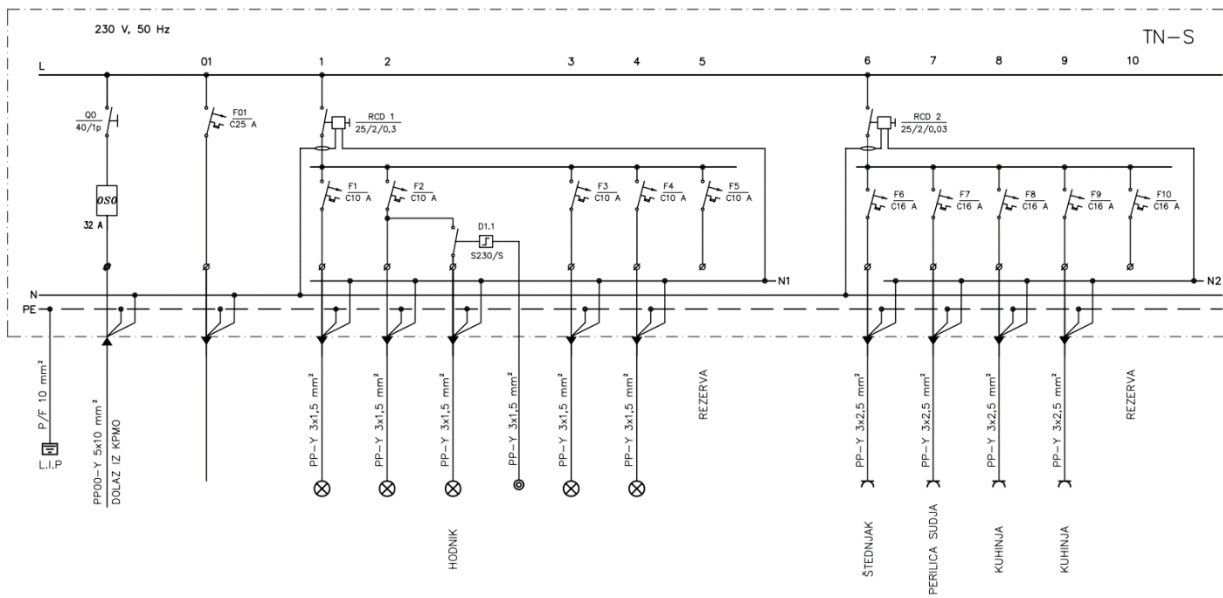 230 V, 50 Hz
TN-S
L
01
1
2
3
4
5
6
7
8
9
10
Q0
40/1p
F01
C25 A
RCD 1
25/2/0,3
RCD 2
25/2/0,03
OSO
32 A
F1
C10 A
F2
C10 A
F3
C10 A
F4
C10 A
F5
C10 A
F6
C16 A
F7
C16 A
F8
C16 A
F9
C16 A
F10
C16 A
D1.1
S230/S
N1
N2
N
PE
P/F 10 mm²
L.I.P
PP00-Y 5x10 mm²
DOLAZ IZ KPMO
PP-Y 3x1,5 mm²
PP-Y 3x1,5 mm²
PP-Y 3x1,5 mm²
PP-Y 3x1,5 mm²
PP-Y 3x1,5 mm²
PP-Y 3x1,5 mm²
REZERVA
PP-Y 3x2,5 mm²
PP-Y 3x2,5 mm²
PP-Y 3x2,5 mm²
PP-Y 3x2,5 mm²
REZERVA
HODNIK
ŠTEDNJAK
PERILICA SUDJA
KUHINJA
KUHINJA